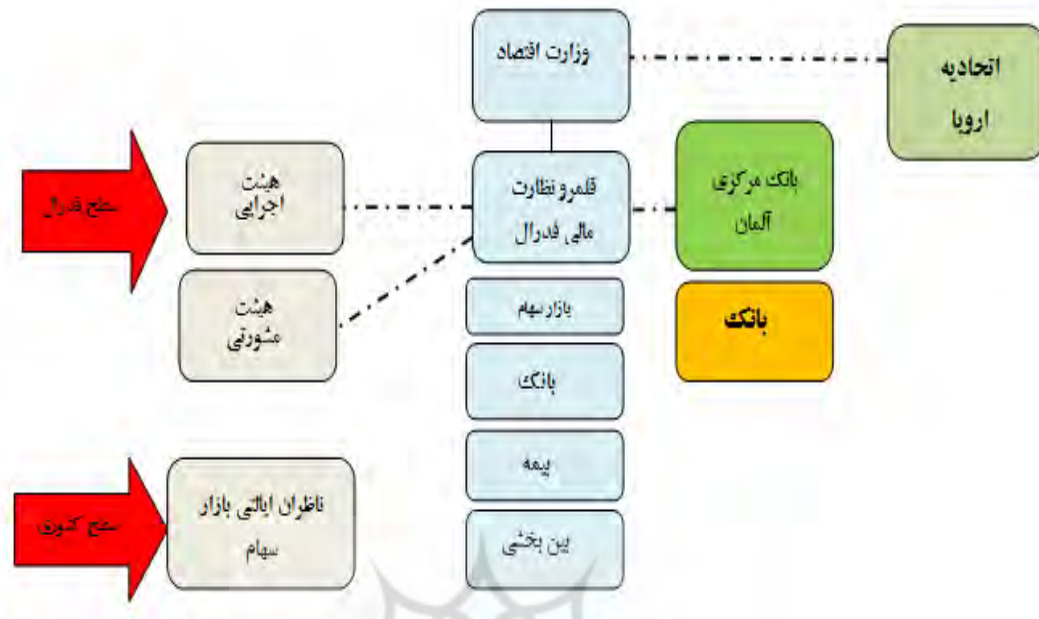 وزارت اقتصاد
اتحادیه
اروپا
سطح فدرال
هیئت
اجرایی
قلمرو نظارت
مالی فدرال
بانک مرکزی
آلمان
هیئت
مشورتی
بازار سهام
بانک
بانک
بیمه
سطح کشوری
ناظران ایالتی بازار
سهام
بین بخشی